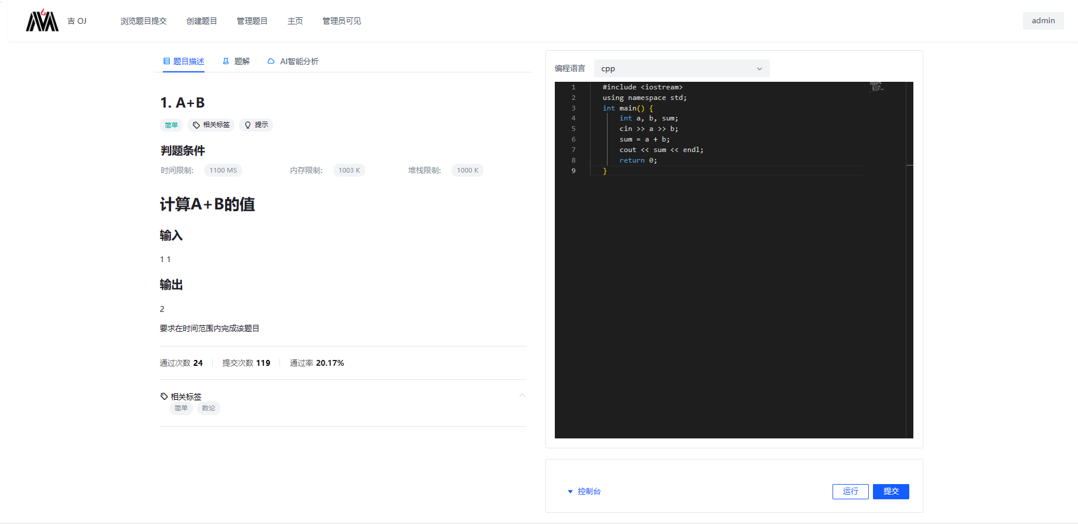 吉 OJ 浏览题目提交 创建题目 管理题目 主页 管理员可见 admin
题目描述 题解 AI智能分析
1. A+B
简单 相关标签 提示
判题条件
时间限制: 1100 MS 内存限制: 1003 K 堆栈限制: 1000 K
计算A+B的值
输入
1 1
输出
2
要求在时间范围内完成该题目
通过次数 24 提交次数 119 通过率 20.17%
相关标签
简单 数论
编程语言 cpp
1 #include <iostream>
2 using namespace std;
3 int main() {
4 int a, b, sum;
5 cin >> a >> b;
6 sum = a + b;
7 cout << sum << endl;
8 return 0;
9 }
控制台 运行 提交